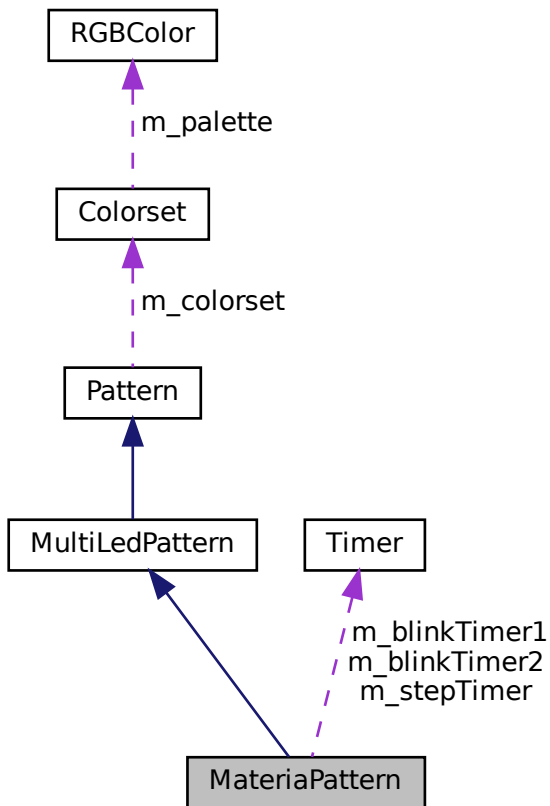 RGBColor
m_palette
Colorset
m_colorset
Pattern
MultiLedPattern
Timer
m_blinkTimer1
m_blinkTimer2
m_stepTimer
MateriaPattern